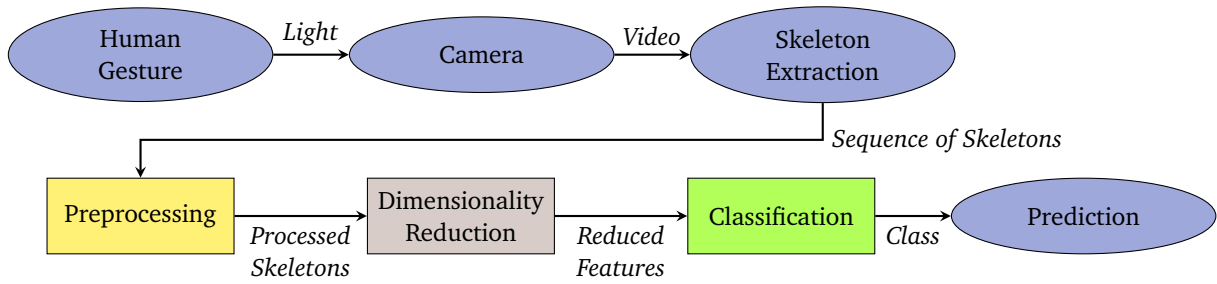 Human
Gesture
Light
Camera
Video
Skeleton
Extraction
Sequence of Skeletons
Preprocessing
Processed
Skeletons
Dimensionality
Reduction
Reduced
Features
Classification
Class
Prediction